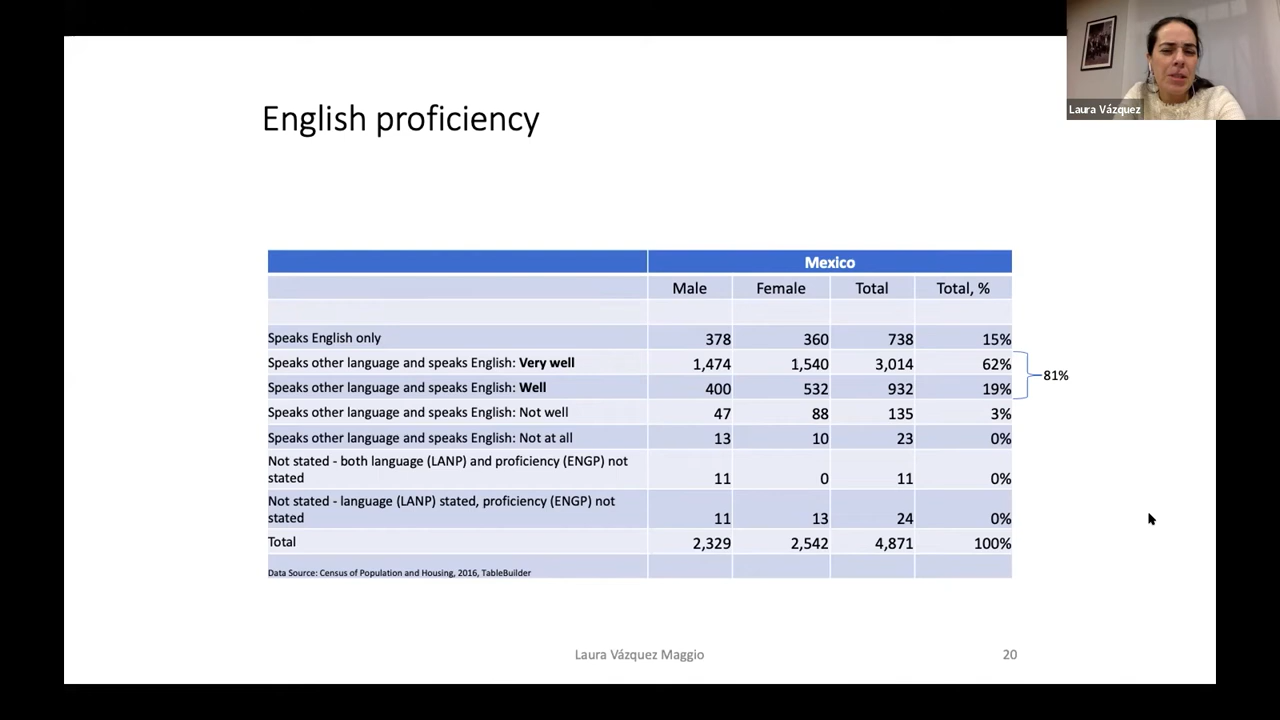 Laura Vázquez
English proficiency
Mexico
Male Female Total Total, %
Speaks English only 378 360 738 15%
Speaks other language and speaks English: Very well 1,474 1,540 3,014 62%
81%
Speaks other language and speaks English: Well 400 532 932 19%
Speaks other language and speaks English: Not well 47 88 135 3%
Speaks other language and speaks English: Not at all 13 10 23 0%
Not stated - both language (LANP) and proficiency (ENGP) not
stated 11 0 11 0%
Not stated - language (LANP) stated, proficiency (ENGP) not
stated 11 13 24 0%
Total 2,329 2,542 4,871 100%
Data Source: Census of Population and Housing, 2016, TableBuilder
Laura Vázquez Maggio 20